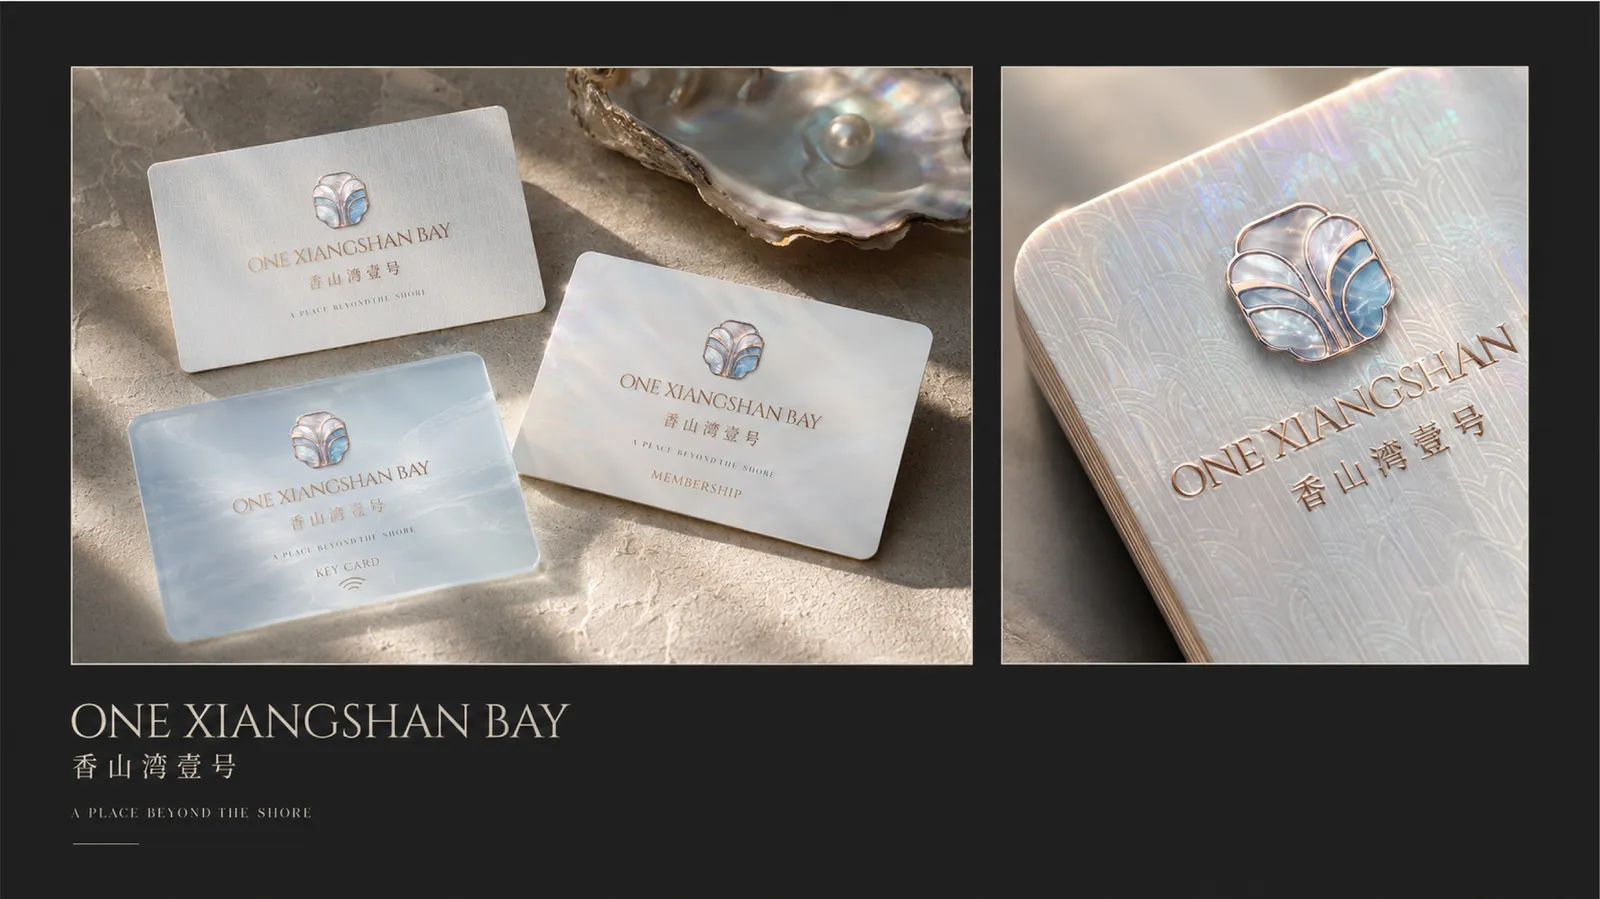 ONE XIANGSHAN BAY
香山湾壹号
A PLACE BEYOND THE SHORE
ONE XIANGSHAN BAY
香山湾壹号
A PLACE BEYOND THE SHORE
MEMBERSHIP
ONE XIANGSHAN BAY
香山湾壹号
A PLACE BEYOND THE SHORE
KEY CARD
ONE XIANGSHAN
香山湾壹号
ONE XIANGSHAN BAY
香山湾壹号
A PLACE BEYOND THE SHORE